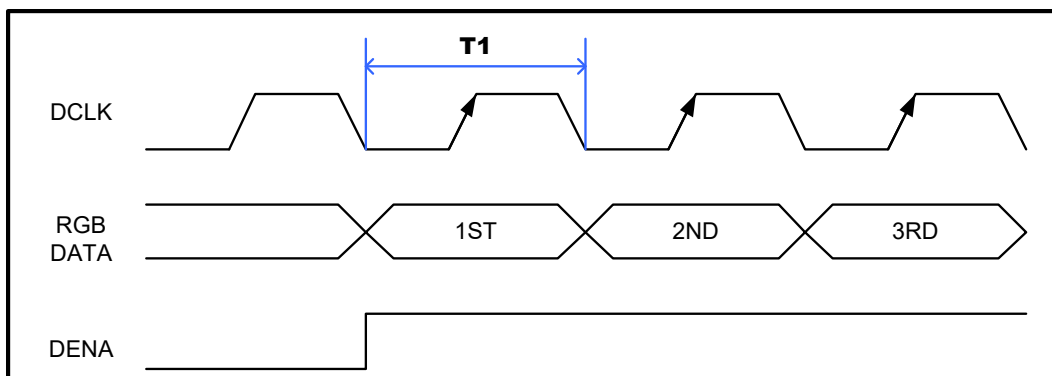 T1
DCLK
RGB
DATA
1ST
2ND
3RD
DENA